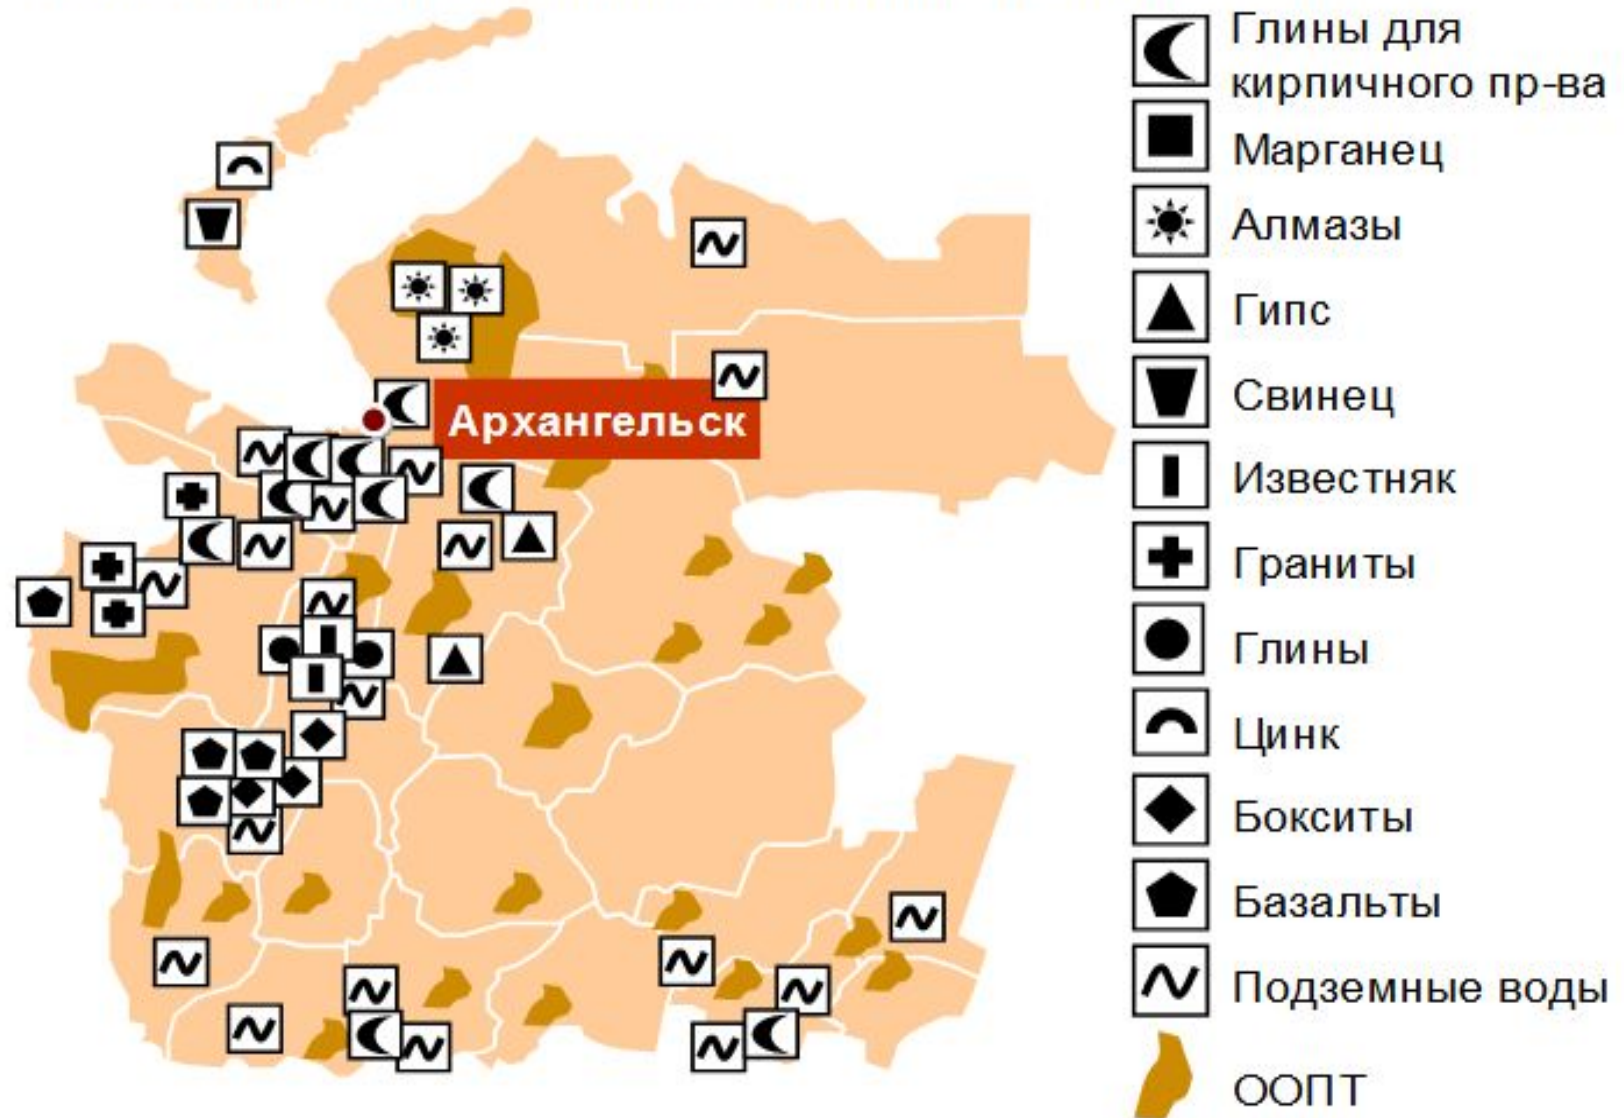 Глины для
кирпичного пр-ва
Марганец
Алмазы
Гипс
Свинец
Архангельск
Известняк
Граниты
Глины
Цинк
Бокситы
Базальты
Подземные воды
ООПТ